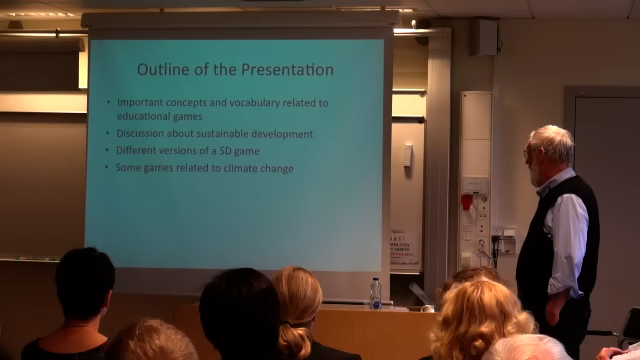 Outline of the Presentation
• Important concepts and vocabulary related to
educational games
• Discussion about sustainable development
• Different versions of a SD game
• Some games related to climate change